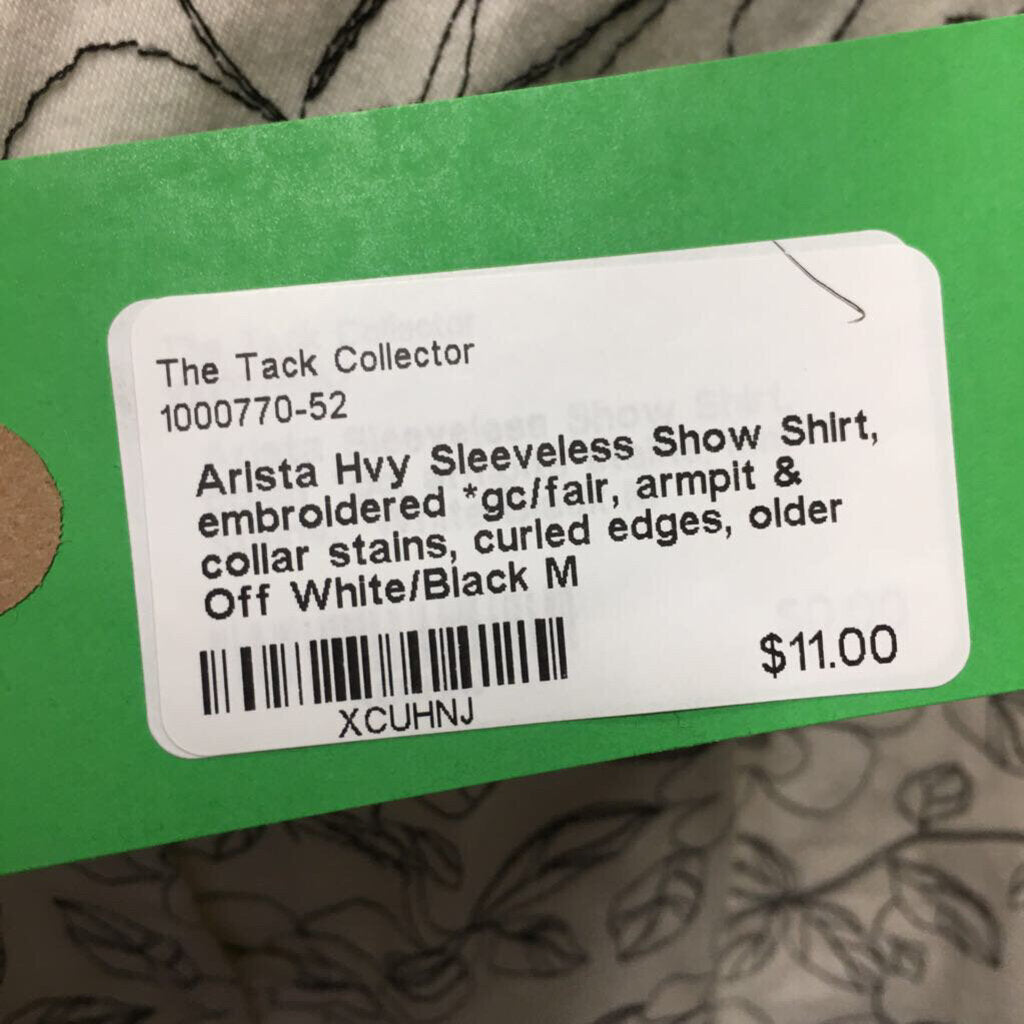 The Tack Collector
1000770-52
Arista Hvy Sleeveless Show Shirt,
embroidered *gc/fair, armpit &
collar stains, curled edges, older
Off White/Black M
$11.00
XCUHNJ